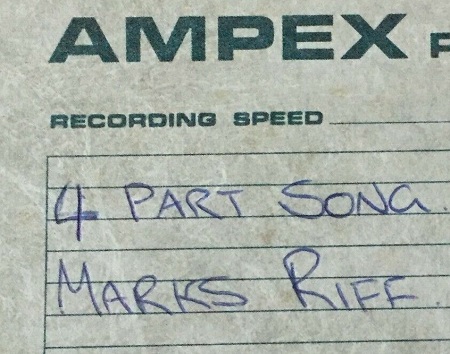 AMPEX
RECORDING SPEED
4 PART SONG.
MARKS RIFF.